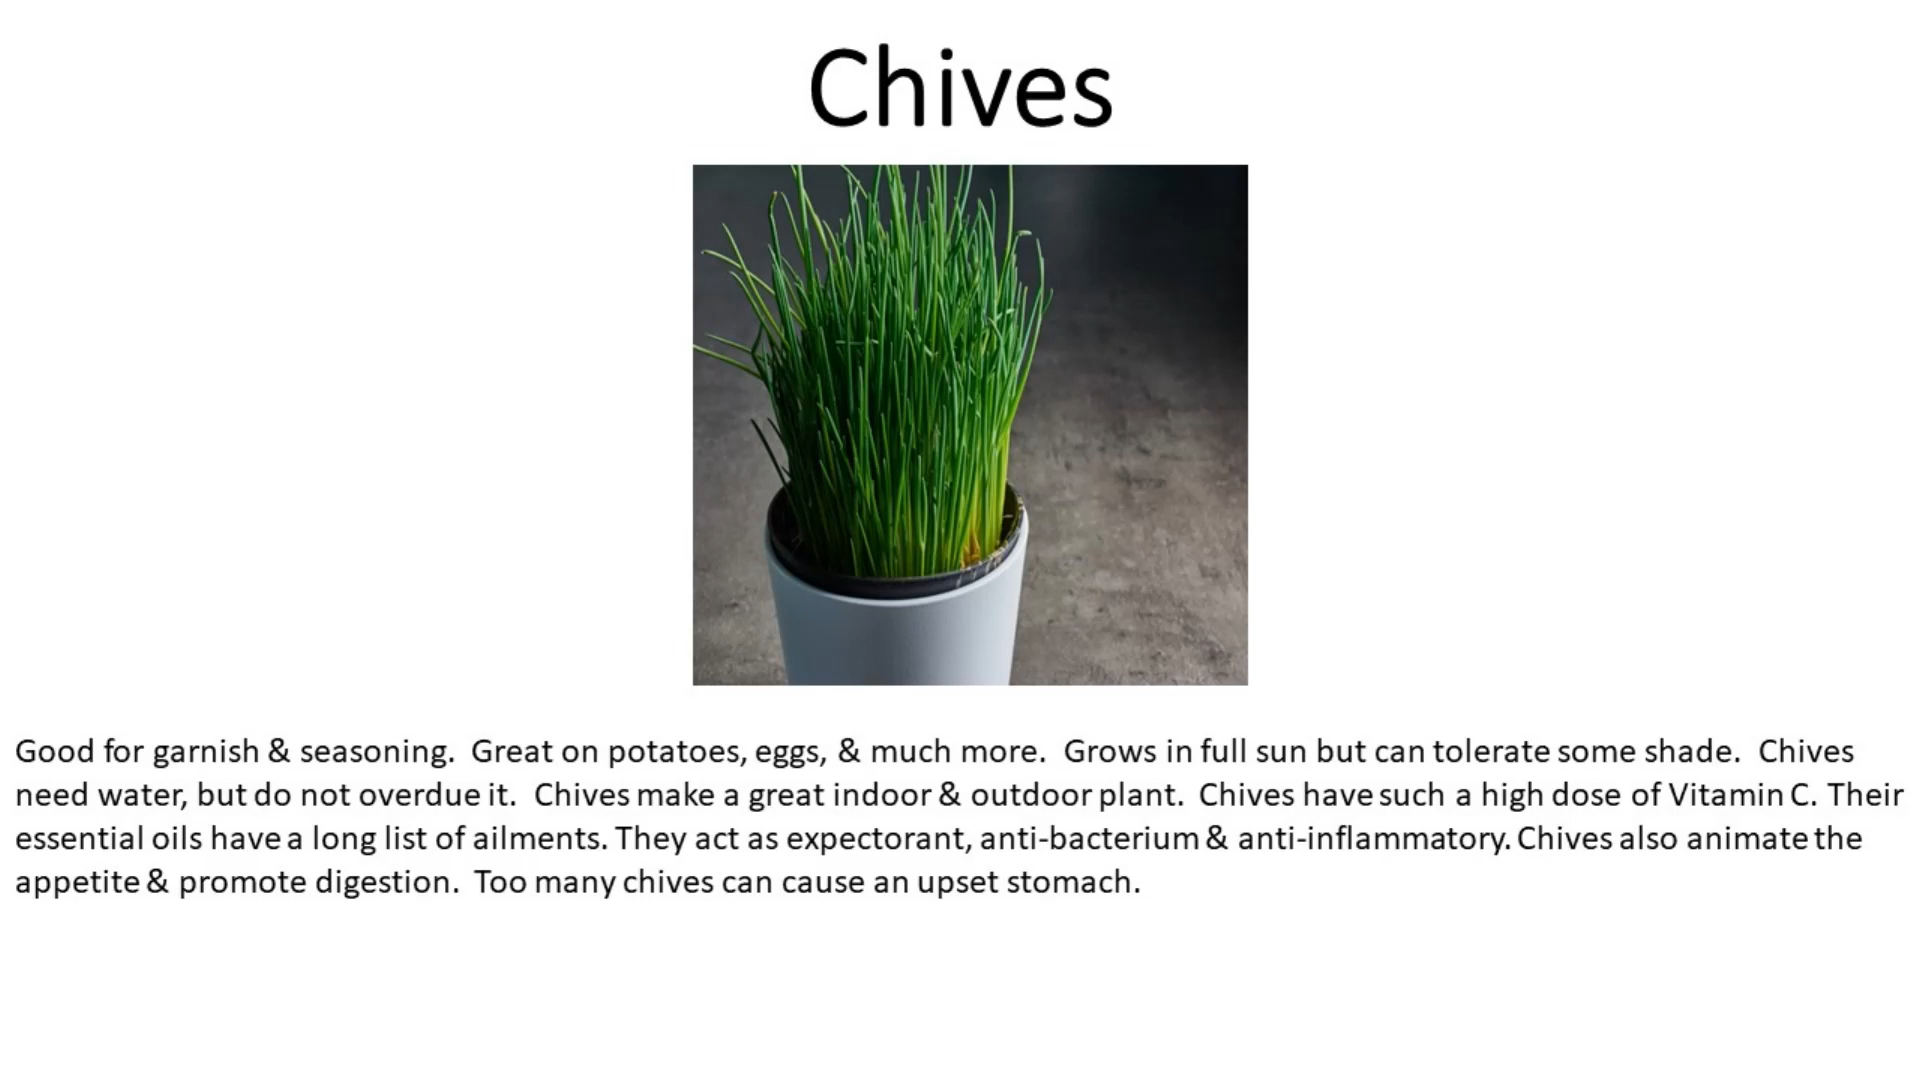 Chives
Good for garnish & seasoning.  Great on potatoes, eggs, & much more.  Grows in full sun but can tolerate some shade.  Chives
need water, but do not overdue it.  Chives make a great indoor & outdoor plant.  Chives have such a high dose of Vitamin C. Their
essential oils have a long list of ailments. They act as expectorant, anti-bacterium & anti-inflammatory. Chives also animate the
appetite & promote digestion.  Too many chives can cause an upset stomach.